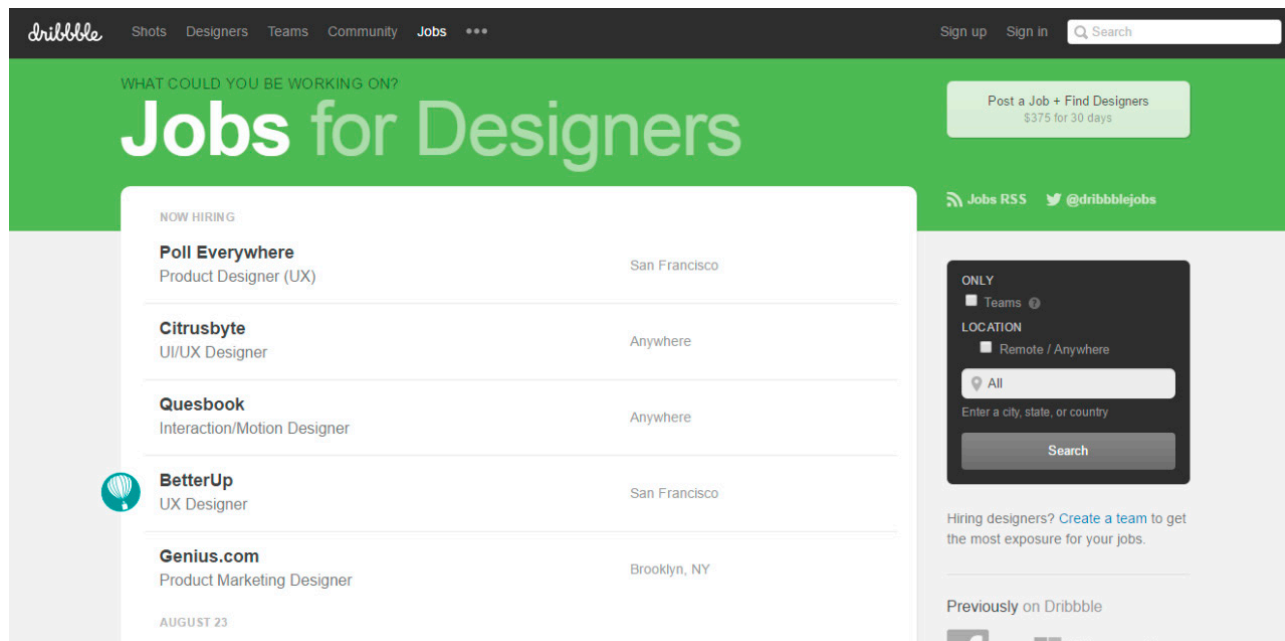 dribbble Shots Designers Teams Community Jobs ••• Sign up Sign in Search
WHAT COULD YOU BE WORKING ON?
Jobs for Designers
Post a Job + Find Designers
$375 for 30 days
Jobs RSS @dribbblejobs
NOW HIRING
Poll Everywhere
Product Designer (UX)
San Francisco
Citrusbyte
UI/UX Designer
Anywhere
Quesbook
Interaction/Motion Designer
Anywhere
BetterUp
UX Designer
San Francisco
Genius.com
Product Marketing Designer
Brooklyn, NY
AUGUST 23
ONLY
Teams ?
LOCATION
Remote / Anywhere
All
Enter a city, state, or country
Search
Hiring designers? Create a team to get
the most exposure for your jobs.
Previously on Dribbble